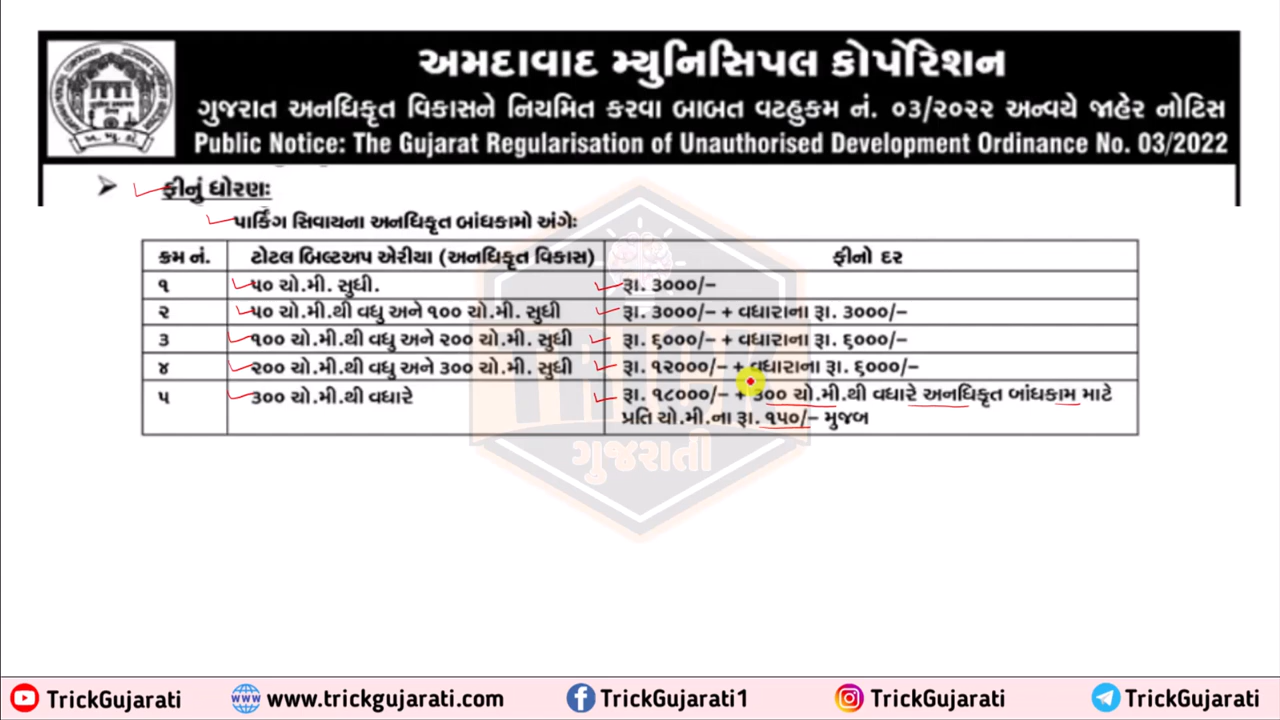 અમદાવાદ મ્યુનિસિપલ કોર્પોરેશન
ગુજરાત અનધિકૃત વિકાસને નિયમિત કરવા બાબત વટહુકમ નં. ૦૩/૨૦૨૨ અન્વયે જાહેર નોટિસ
Public Notice: The Gujarat Regularisation of Unauthorised Development Ordinance No. 03/2022
અ. મ્યુ. કો.
ફીનું ધોરણઃ
પાર્કિંગ સિવાયના અનધિકૃત બાંધકામો અંગેઃ
ક્રમ નં. ટોટલ બિલ્ટઅપ એરીયા (અનધિકૃત વિકાસ) ફીનો દર
૧ ૫૦ ચો.મી. સુધી. રૂા. ૩૦૦૦/–
૨ ૫૦ ચો.મી.થી વધુ અને ૧૦૦ ચો.મી. સુધી રૂા. ૩૦૦૦/– + વધારાના રૂા. ૩૦૦૦/–
૩ ૧૦૦ ચો.મી.થી વધુ અને ૨૦૦ ચો.મી. સુધી રૂા. ૬૦૦૦/– + વધારાના રૂા. ૬૦૦૦/–
૪ ૨૦૦ ચો.મી.થી વધુ અને ૩૦૦ ચો.મી. સુધી રૂા. ૧૨૦૦૦/– + વધારાના રૂા. ૬૦૦૦/–
૫ ૩૦૦ ચો.મી.થી વધારે રૂા. ૧૮૦૦૦/– + ૩૦૦ ચો.મી.થી વધારે અનધિકૃત બાંધકામ માટે
પ્રતિ ચો.મી.ના રૂા. ૧૫૦/– મુજબ
TRICK
ગુજરાતી
TrickGujarati www.trickgujarati.com TrickGujarati1 TrickGujarati TrickGujarati